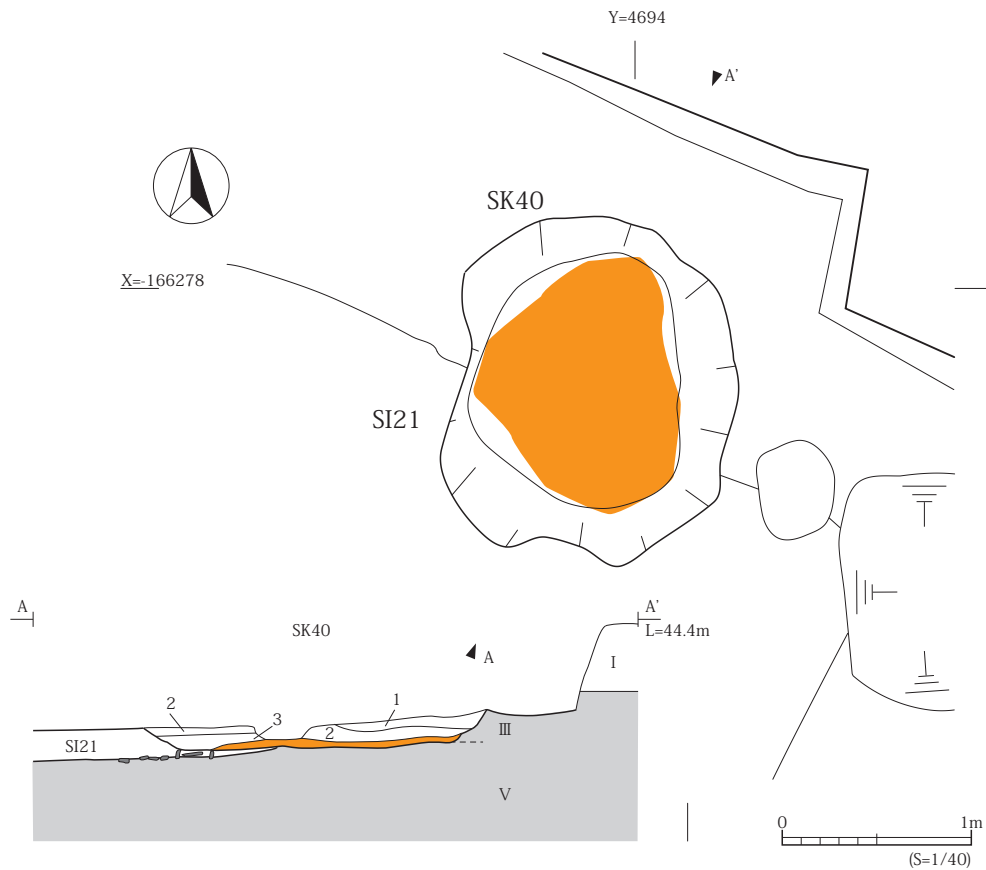 Y=4694
A'
SK40
X=-166278
SI21
A
A'
SK40
L=44.4m
A
I
2
3
1
2
III
SI21
V
0
1m
(S=1/40)